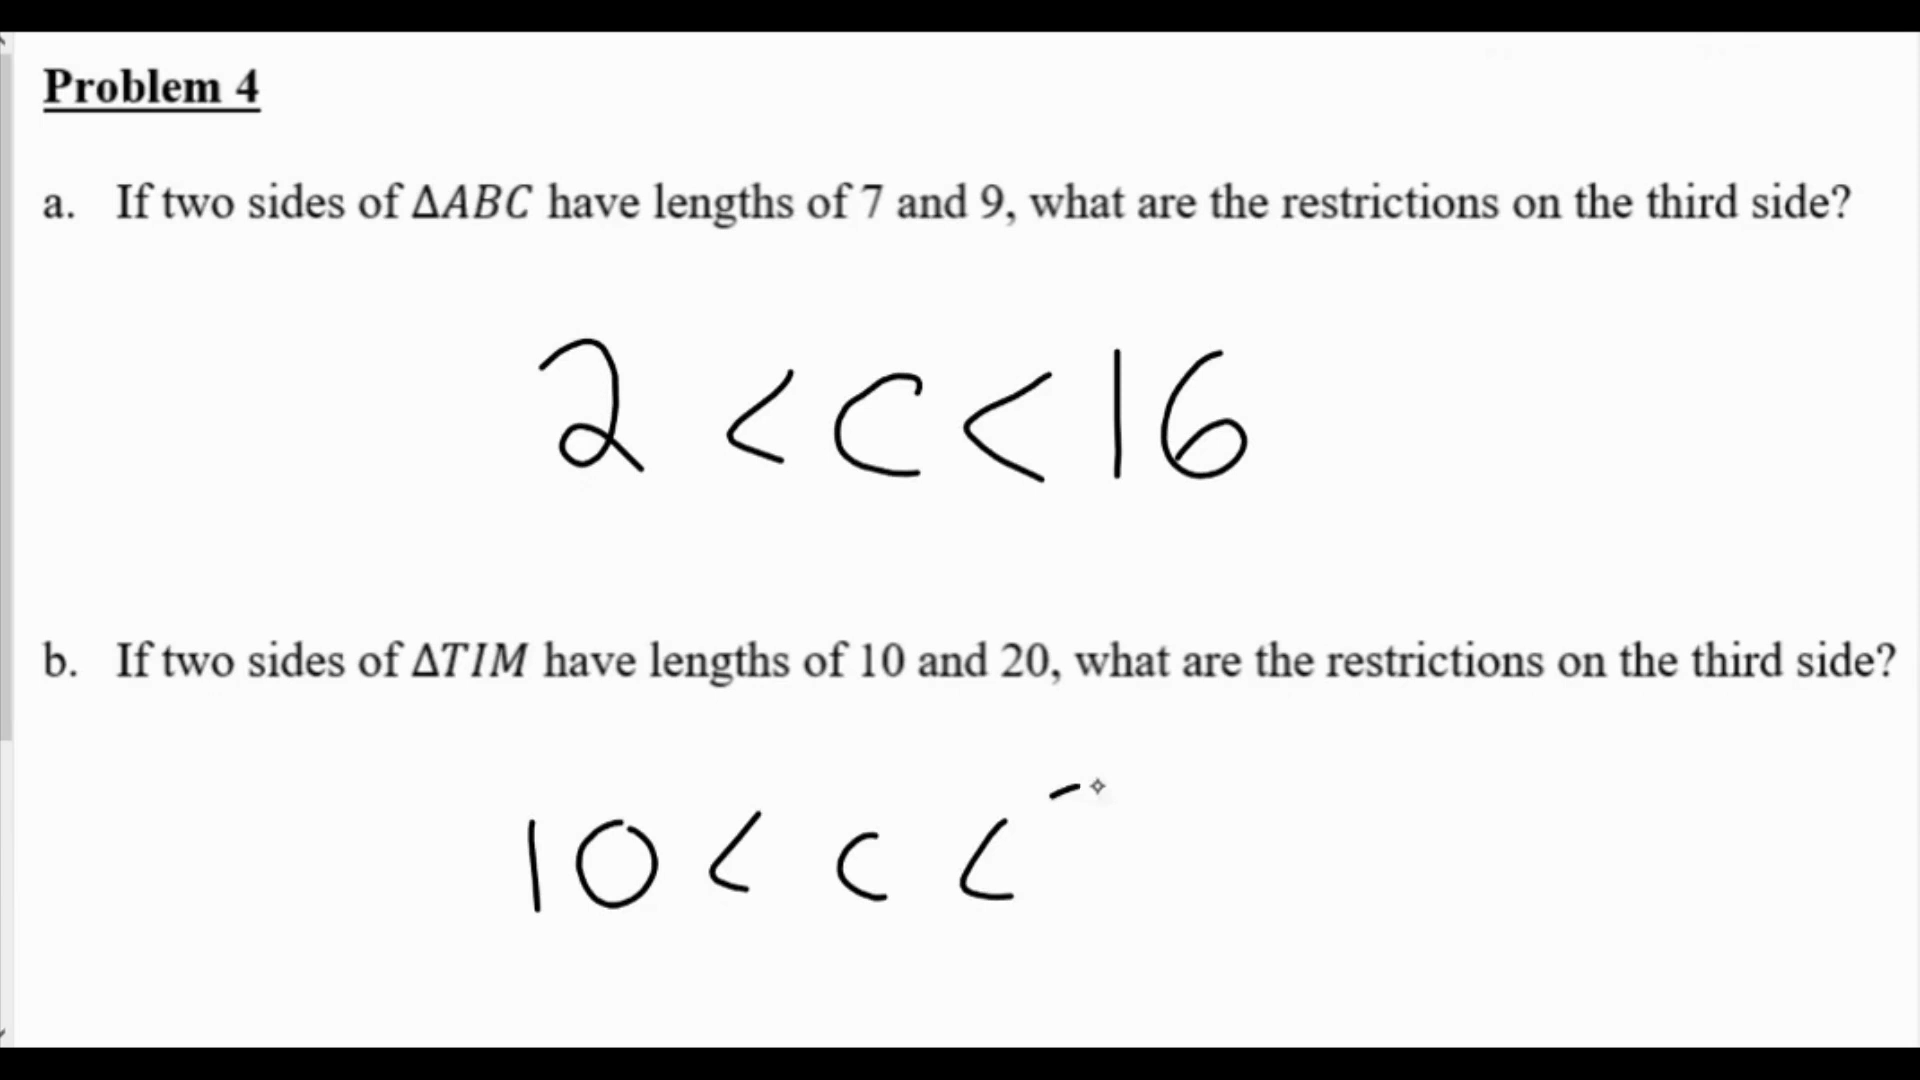 Problem 4
a. If two sides of ΔABC have lengths of 7 and 9, what are the restrictions on the third side?
2 < c < 16
b. If two sides of ΔTIM have lengths of 10 and 20, what are the restrictions on the third side?
10 < c <